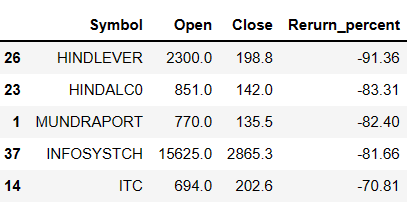 Symbol Open Close Rerurn_percent
26 HINDLEVER 2300.0 198.8 -91.36
23 HINDALC0 851.0 142.0 -83.31
1 MUNDRAPORT 770.0 135.5 -82.40
37 INFOSYSTCH 15625.0 2865.3 -81.66
14 ITC 694.0 202.6 -70.81